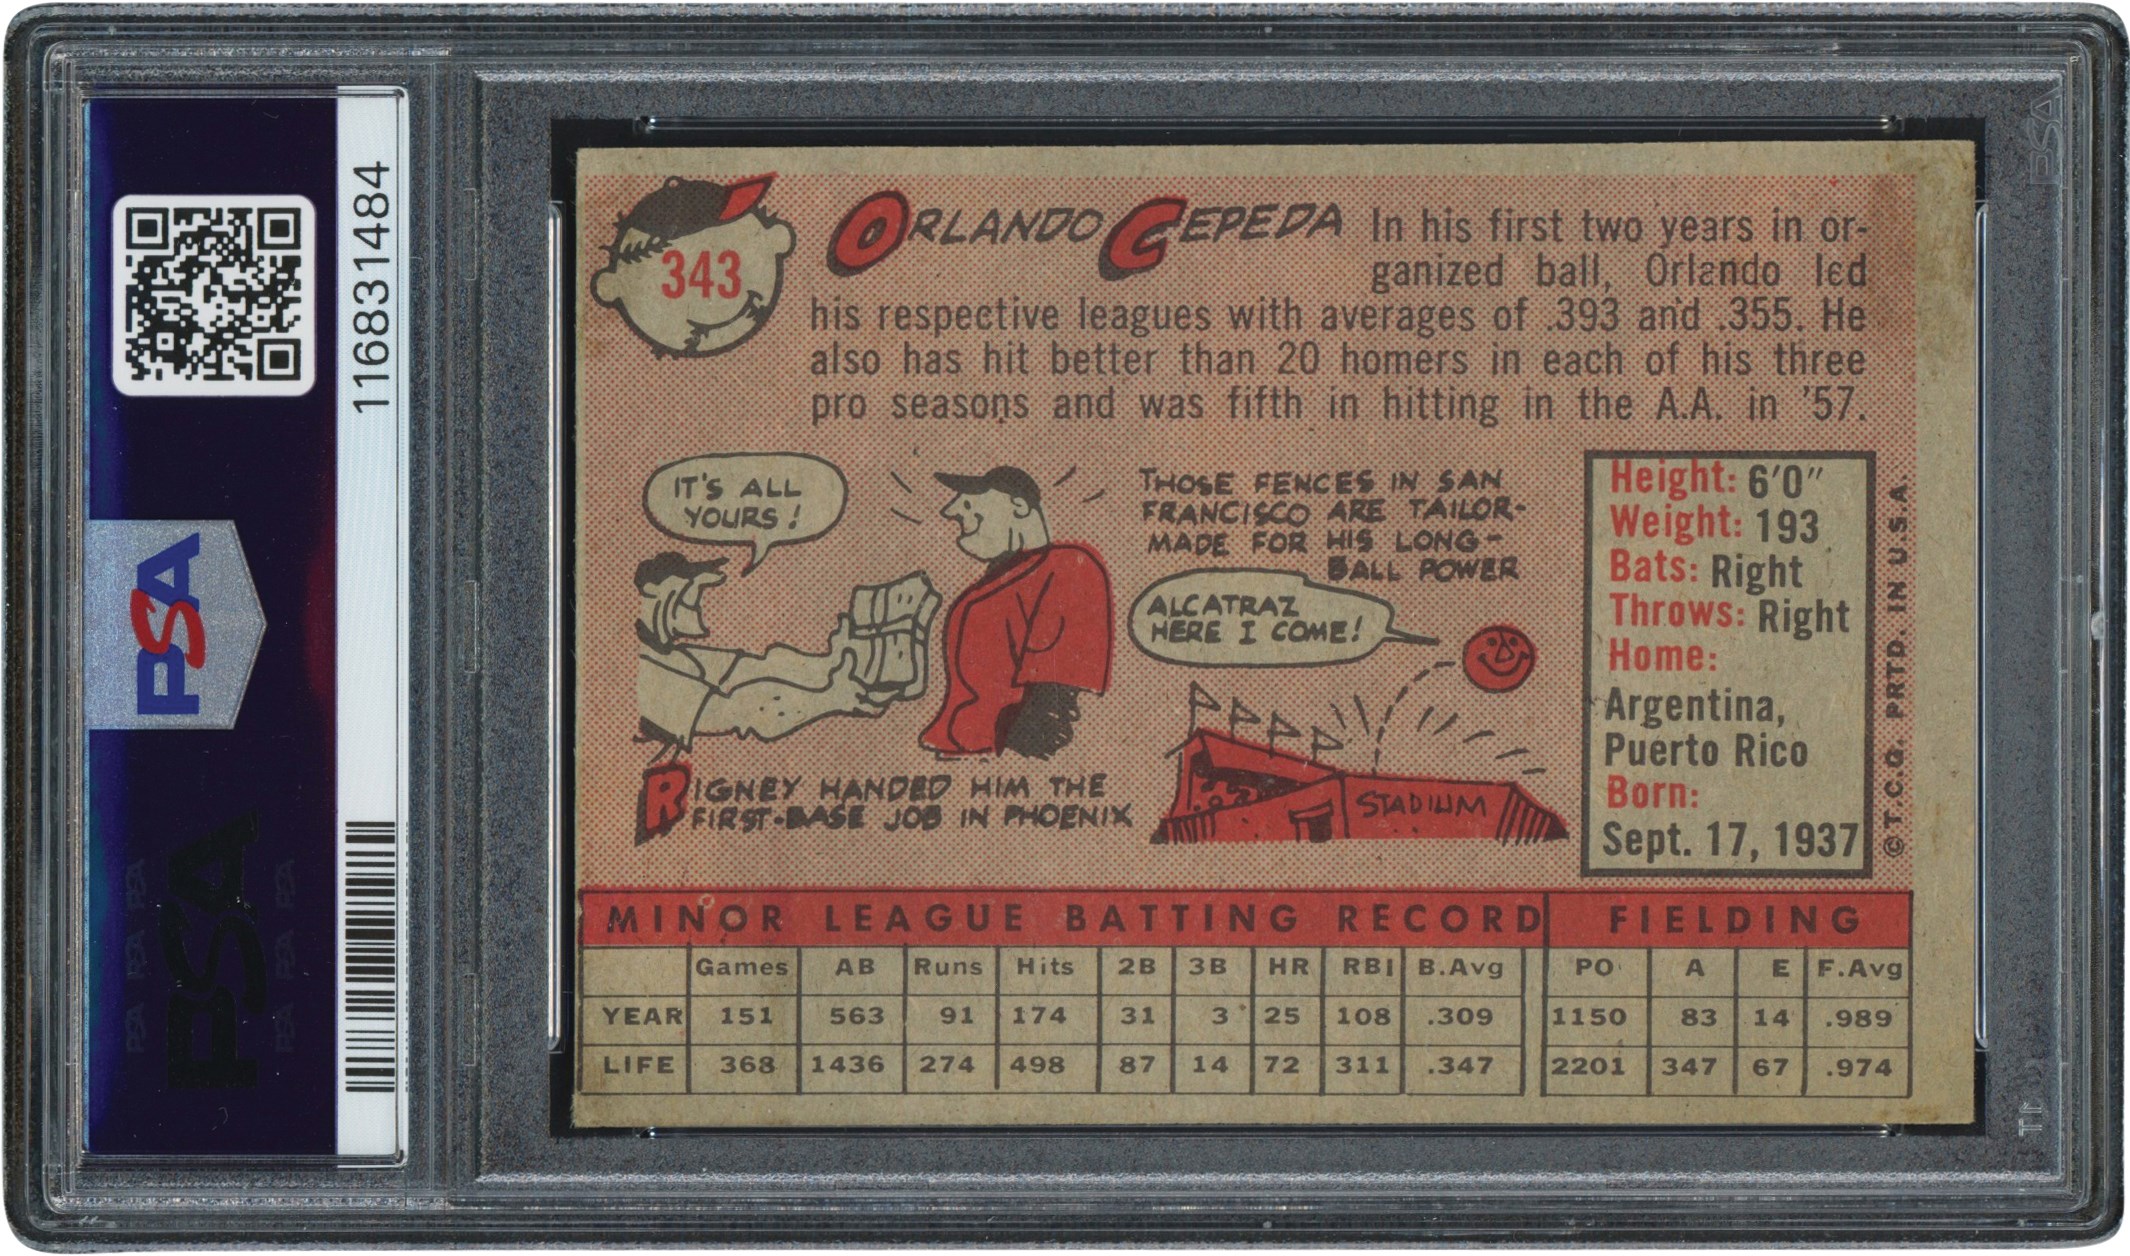 116831484
PSA
PSA
343
ORLANDO CEPEDA
In his first two years in or-
ganized ball, Orlando led
his respective leagues with averages of .393 and .355. He
also has hit better than 20 homers in each of his three
pro seasons and was fifth in hitting in the A.A. in '57.
IT'S ALL
YOURS!
RIGNEY HANDED HIM THE
FIRST-BASE JOB IN PHOENIX
THOSE FENCES IN SAN
FRANCISCO ARE TAILOR-
MADE FOR HIS LONG-
BALL POWER
ALCATRAZ
HERE I COME!
STADIUM
Height: 6'0"
Weight: 193
Bats: Right
Throws: Right
Home:
Argentina,
Puerto Rico
Born:
Sept. 17, 1937
© T.C.G. PRTD. IN U.S.A.
MINOR LEAGUE BATTING RECORD FIELDING
Games AB Runs Hits 2B 3B HR RBI B.Avg PO A E F.Avg
YEAR 151 563 91 174 31 3 25 108 .309 1150 83 14 .989
LIFE 368 1436 274 498 87 14 72 311 .347 2201 347 67 .974
PSA